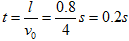 t = l/v₀ = 0.8/4 s = 0.2s